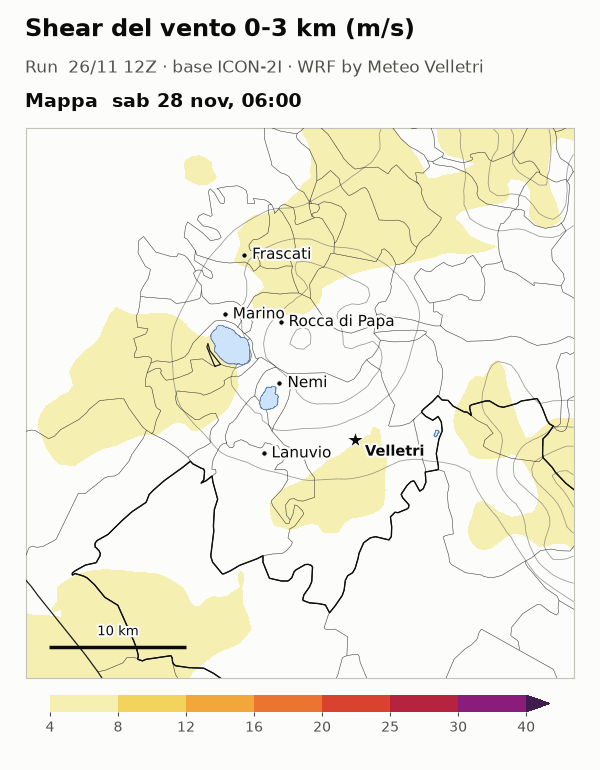 Shear del vento 0-3 km (m/s)
Run  26/11 12Z · base ICON-2I · WRF by Meteo Velletri
Mappa  sab 28 nov, 06:00
Frascati
Marino
Rocca di Papa
Nemi
Velletri
Lanuvio
10 km
4 8 12 16 20 25 30 40